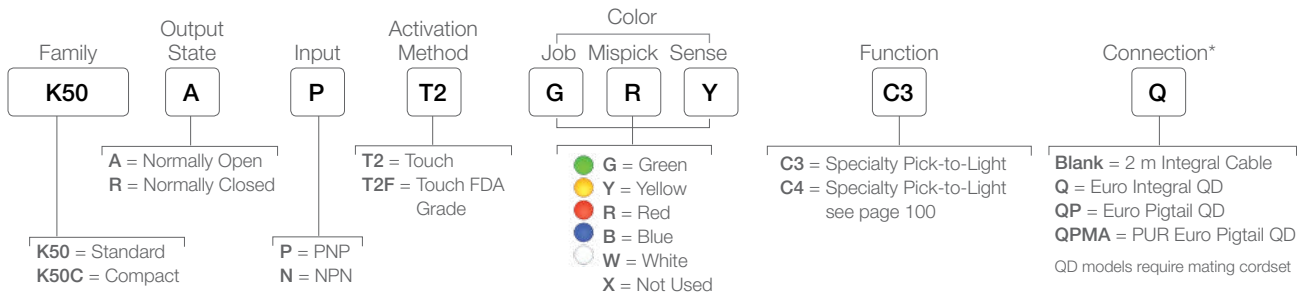 Color
Family
Output
State
Input
Activation
Method
Job
Mispick
Sense
Function
Connection*
K50
A
P
T2
G
R
Y
C3
Q
A = Normally Open
R = Normally Closed
K50 = Standard
K50C = Compact
P = PNP
N = NPN
T2 = Touch
T2F = Touch FDA
Grade
G = Green
Y = Yellow
R = Red
B = Blue
W = White
X = Not Used
C3 = Specialty Pick-to-Light
C4 = Specialty Pick-to-Light
see page 100
Blank = 2 m Integral Cable
Q = Euro Integral QD
QP = Euro Pigtail QD
QPMA = PUR Euro Pigtail QD
QD models require mating cordset